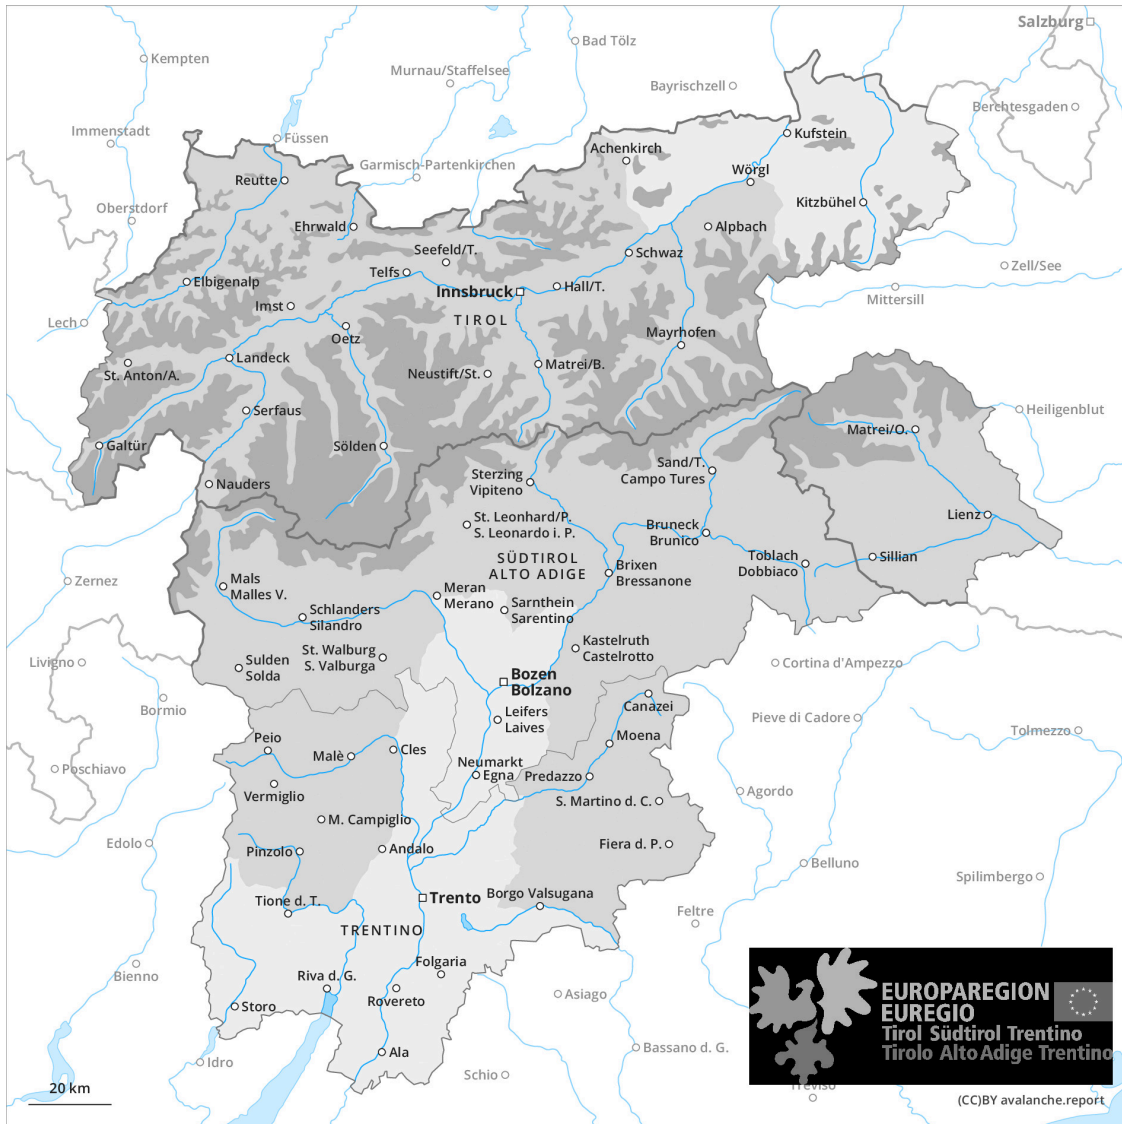 Salzburg
Bad Tölz
Kempten
Murnau/Staffelsee
Bayrischzell
Berchtesgaden
Immenstadt
Füssen
Kufstein
Achenkirch
Garmisch-Partenkirchen
Wörgl
Reutte
Oberstdorf
Kitzbühel
Ehrwald
Alpbach
Seefeld/T.
Schwaz
Zell/See
Telfs
Elbigenalp
Hall/T.
Innsbruck
Mittersill
Imst
TIROL
Lech
Oetz
Mayrhofen
Landeck
Matrei/B.
St. Anton/A.
Neustift/St.
Serfaus
Heiligenblut
Matrei/O.
Galtür
Sölden
Sand/T.
Campo Tures
Sterzing
Vipiteno
Nauders
St. Leonhard/P.
S. Leonardo i. P.
Lienz
Bruneck
Brunico
SÜDTIROL
ALTO ADIGE
Toblach
Dobbiaco
Sillian
Brixen
Bressanone
Zernez
Mals
Malles V.
Meran
Merano
Sarnthein
Sarentino
Schlanders
Silandro
Kastelruth
Castelrotto
St. Walburg
S. Valburga
Livigno
Sulden
Solda
Cortina d'Ampezzo
Bozen
Bolzano
Bormio
Canazei
Leifers
Laives
Pieve di Cadore
Tolmezzo
Moena
Peio
Malè
Cles
Neumarkt
Egna
Predazzo
Poschiavo
Vermiglio
Agordo
S. Martino d. C.
M. Campiglio
Edolo
Fiera d. P.
Pinzolo
Andalo
Belluno
Spilimbergo
Borgo Valsugana
Trento
Tione d. T.
Feltre
TRENTINO
Folgaria
Bienno
Riva d. G.
Asiago
Rovereto
Storo
EUROPAREGION
EUREGIO
Tirol Südtirol Trentino
Tirolo Alto Adige Trentino
Ala
Idro
Bassano d. G.
Schio
Treviso
20 km
(CC)BY avalanche.report